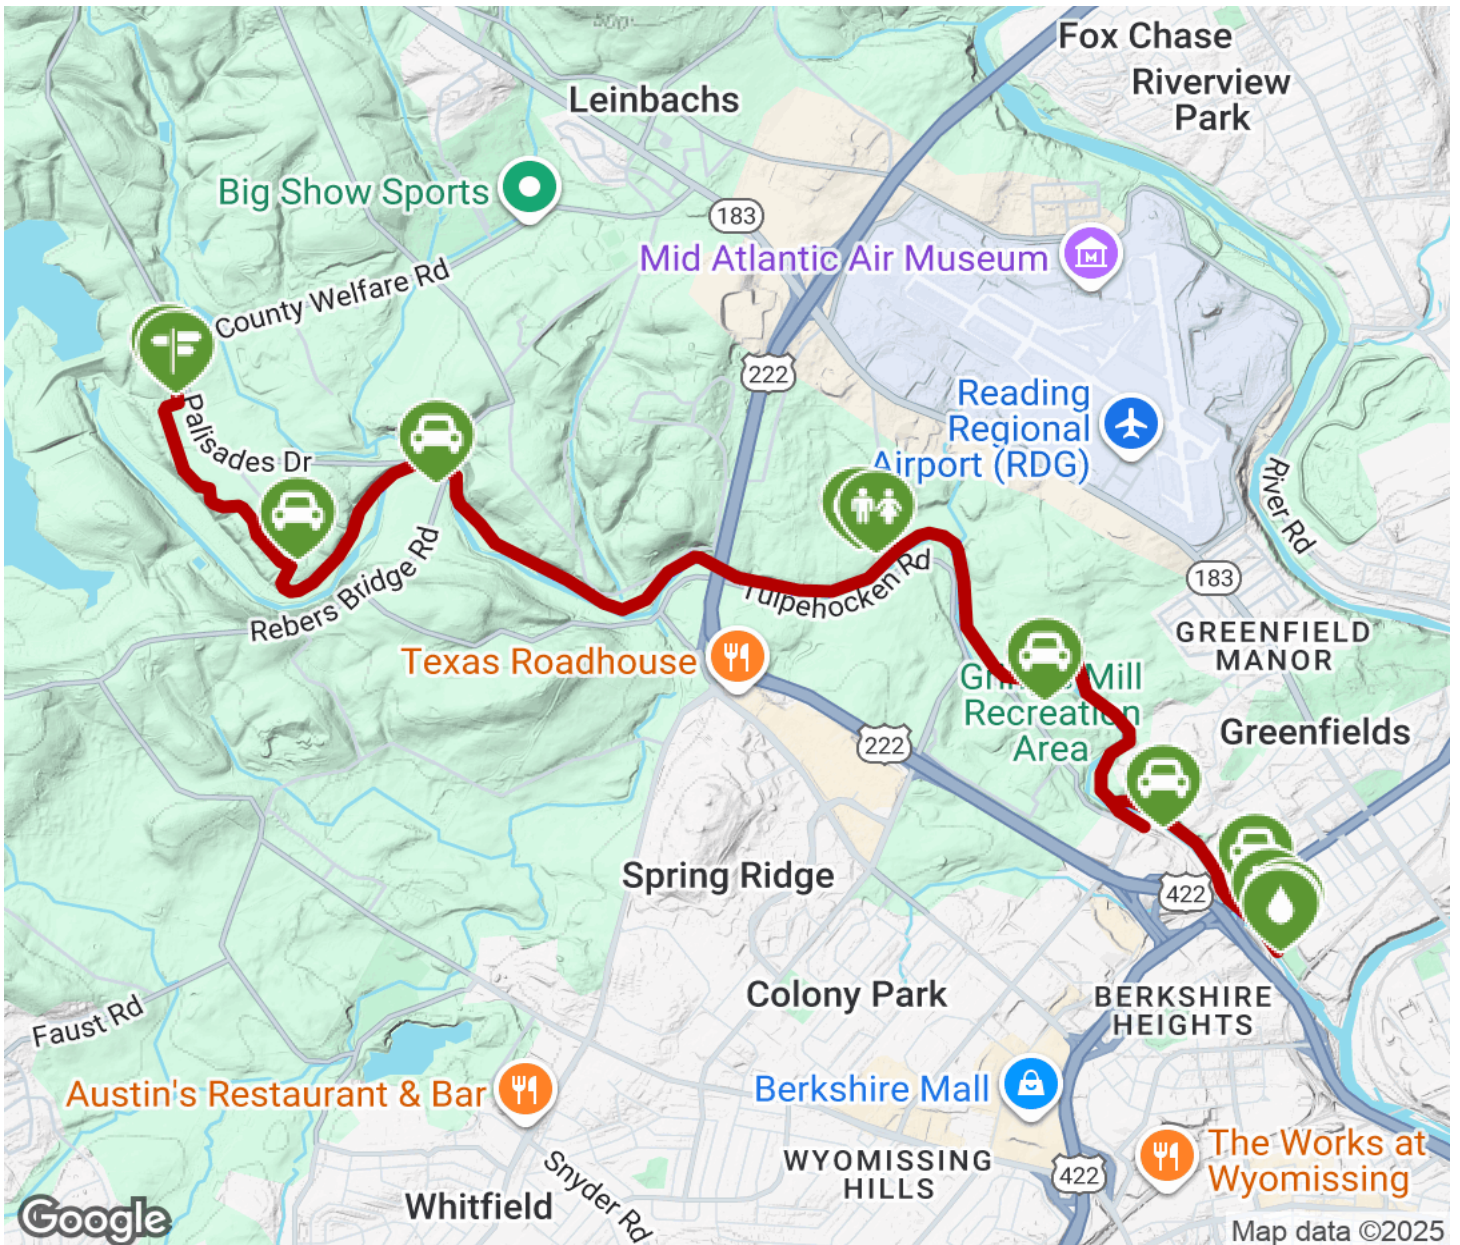 Fox Chase
Riverview
Park
Leinbachs
Big Show Sports
183
Mid Atlantic Air Museum
County Welfare Rd
222
Reading
Regional
Airport (RDG)
Palisades Dr
River Rd
Rebers Bridge Rd
Tulpehocken Rd
183
GREENFIELD
MANOR
Texas Roadhouse
Mill
Recreation
Area
Greenfields
222
Spring Ridge
422
Colony Park
BERKSHIRE
HEIGHTS
Faust Rd
Austin's Restaurant & Bar
Berkshire Mall
WYOMISSING
HILLS
422
The Works at
Wyomissing
Snyder Rd
Whitfield
Google
Map data ©2025